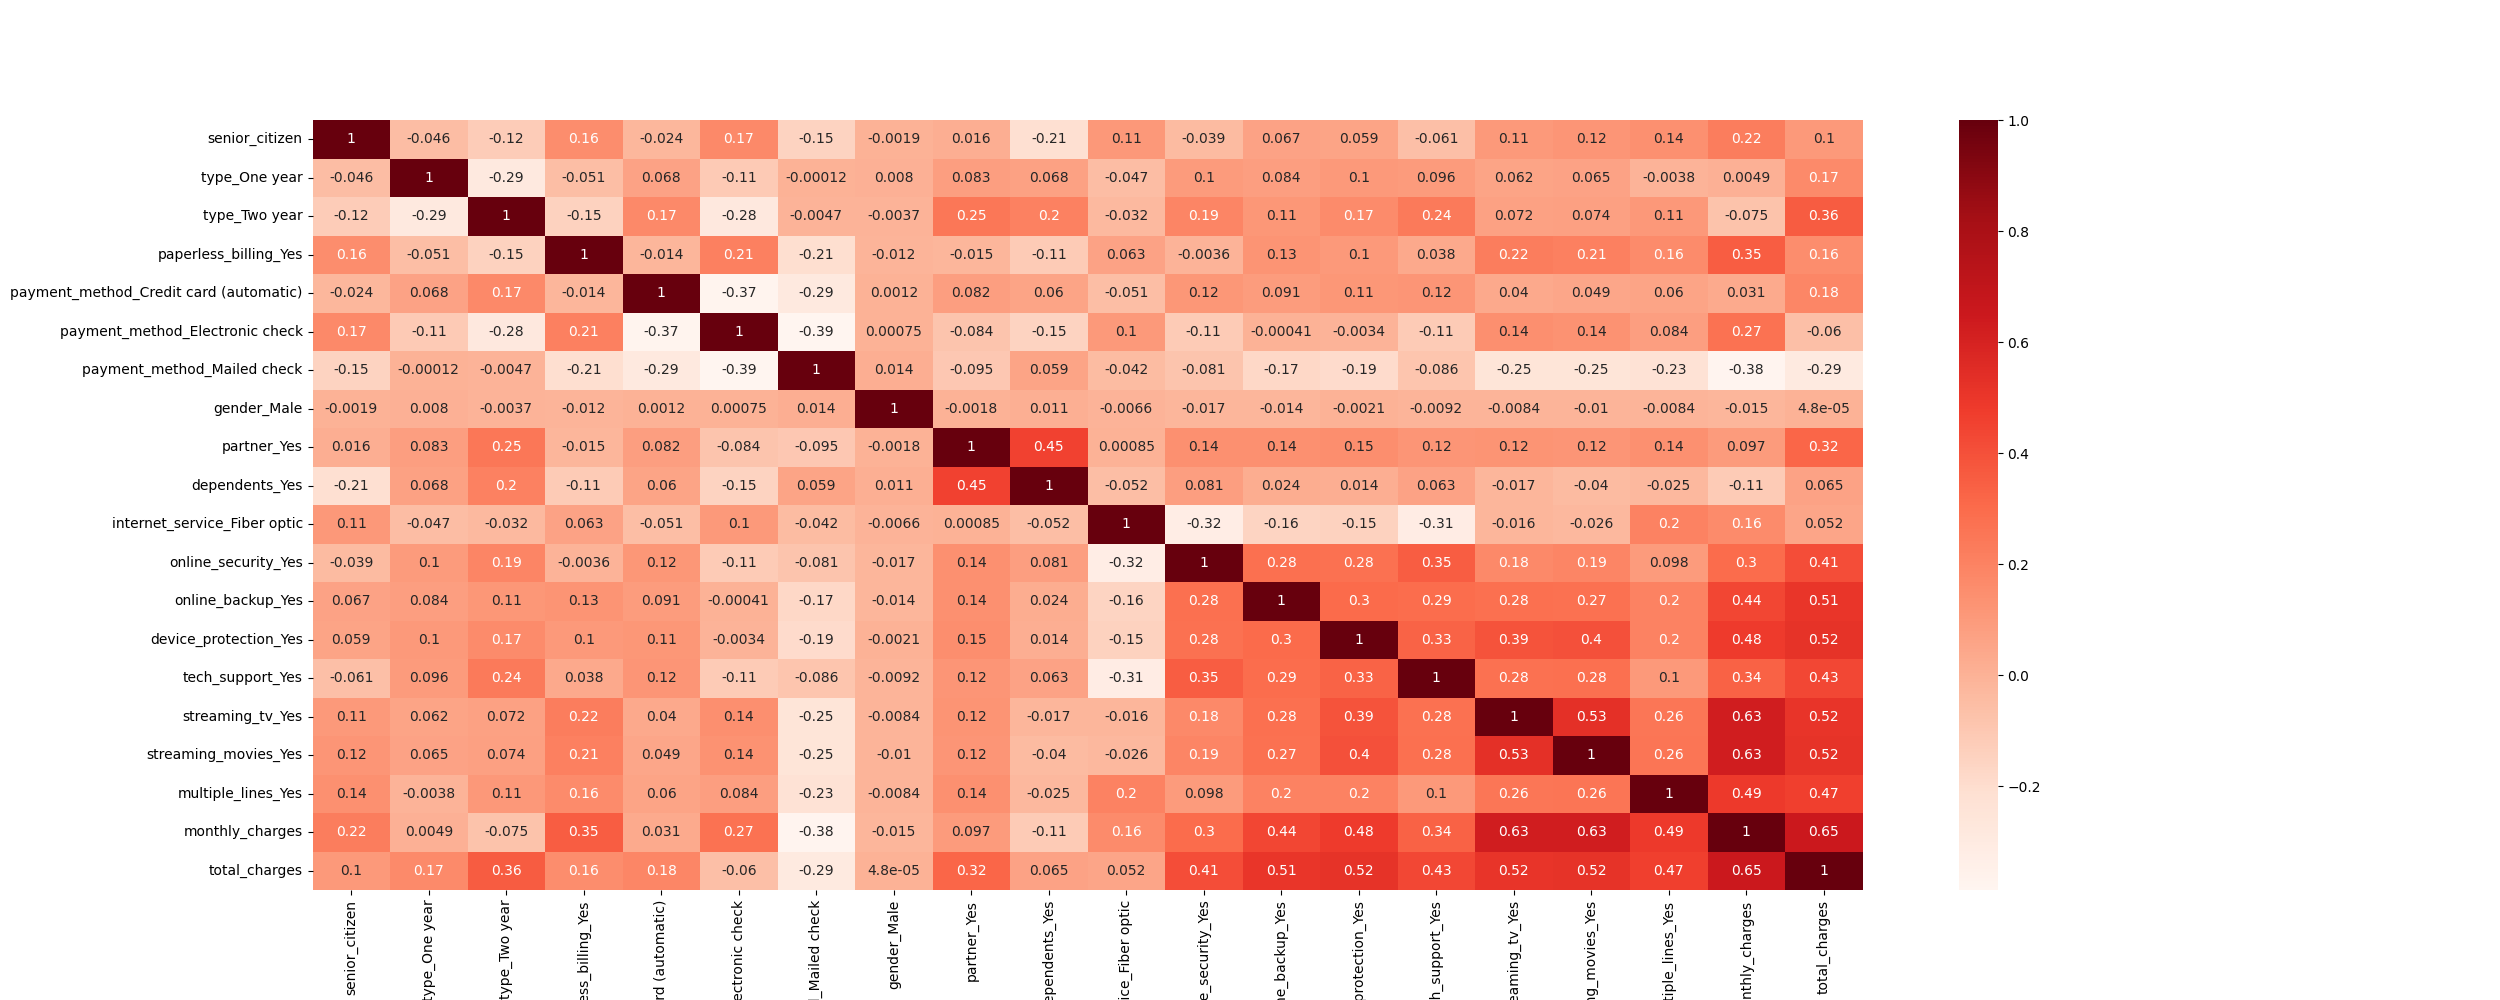 senior_citizen 1 -0.046 -0.12 0.16 -0.024 0.17 -0.15 -0.0019 0.016 -0.21 0.11 -0.039 0.067 0.059 -0.061 0.11 0.12 0.14 0.22 0.1
type_One year -0.046 1 -0.29 -0.051 0.068 -0.11 -0.00012 0.008 0.083 0.068 -0.047 0.1 0.084 0.1 0.096 0.062 0.065 -0.0038 0.0049 0.17
type_Two year -0.12 -0.29 1 -0.15 0.17 -0.28 -0.0047 -0.0037 0.25 0.2 -0.032 0.19 0.11 0.17 0.24 0.072 0.074 0.11 -0.075 0.36
paperless_billing_Yes 0.16 -0.051 -0.15 1 -0.014 0.21 -0.21 -0.012 -0.015 -0.11 0.063 -0.0036 0.13 0.1 0.038 0.22 0.21 0.16 0.35 0.16
payment_method_Credit card (automatic) -0.024 0.068 0.17 -0.014 1 -0.37 -0.29 0.0012 0.082 0.06 -0.051 0.12 0.091 0.11 0.12 0.04 0.049 0.06 0.031 0.18
payment_method_Electronic check 0.17 -0.11 -0.28 0.21 -0.37 1 -0.39 0.00075 -0.084 -0.15 0.1 -0.11 -0.00041 -0.0034 -0.11 0.14 0.14 0.084 0.27 -0.06
payment_method_Mailed check -0.15 -0.00012 -0.0047 -0.21 -0.29 -0.39 1 0.014 -0.095 0.059 -0.042 -0.081 -0.17 -0.19 -0.086 -0.25 -0.25 -0.23 -0.38 -0.29
gender_Male -0.0019 0.008 -0.0037 -0.012 0.0012 0.00075 0.014 1 -0.0018 0.011 -0.0066 -0.017 -0.014 -0.0021 -0.0092 -0.0084 -0.01 -0.0084 -0.015 4.8e-05
partner_Yes 0.016 0.083 0.25 -0.015 0.082 -0.084 -0.095 -0.0018 1 0.45 0.00085 0.14 0.14 0.15 0.12 0.12 0.12 0.14 0.097 0.32
dependents_Yes -0.21 0.068 0.2 -0.11 0.06 -0.15 0.059 0.011 0.45 1 -0.052 0.081 0.024 0.014 0.063 -0.017 -0.04 -0.025 -0.11 0.065
internet_service_Fiber optic 0.11 -0.047 -0.032 0.063 -0.051 0.1 -0.042 -0.0066 0.00085 -0.052 1 -0.32 -0.16 -0.15 -0.31 -0.016 -0.026 0.2 0.16 0.052
online_security_Yes -0.039 0.1 0.19 -0.0036 0.12 -0.11 -0.081 -0.017 0.14 0.081 -0.32 1 0.28 0.28 0.35 0.18 0.19 0.098 0.3 0.41
online_backup_Yes 0.067 0.084 0.11 0.13 0.091 -0.00041 -0.17 -0.014 0.14 0.024 -0.16 0.28 1 0.3 0.29 0.28 0.27 0.2 0.44 0.51
device_protection_Yes 0.059 0.1 0.17 0.1 0.11 -0.0034 -0.19 -0.0021 0.15 0.014 -0.15 0.28 0.3 1 0.33 0.39 0.4 0.2 0.48 0.52
tech_support_Yes -0.061 0.096 0.24 0.038 0.12 -0.11 -0.086 -0.0092 0.12 0.063 -0.31 0.35 0.29 0.33 1 0.28 0.28 0.1 0.34 0.43
streaming_tv_Yes 0.11 0.062 0.072 0.22 0.04 0.14 -0.25 -0.0084 0.12 -0.017 -0.016 0.18 0.28 0.39 0.28 1 0.53 0.26 0.63 0.52
streaming_movies_Yes 0.12 0.065 0.074 0.21 0.049 0.14 -0.25 -0.01 0.12 -0.04 -0.026 0.19 0.27 0.4 0.28 0.53 1 0.26 0.63 0.52
multiple_lines_Yes 0.14 -0.0038 0.11 0.16 0.06 0.084 -0.23 -0.0084 0.14 -0.025 0.2 0.098 0.2 0.2 0.1 0.26 0.26 1 0.49 0.47
monthly_charges 0.22 0.0049 -0.075 0.35 0.031 0.27 -0.38 -0.015 0.097 -0.11 0.16 0.3 0.44 0.48 0.34 0.63 0.63 0.49 1 0.65
total_charges 0.1 0.17 0.36 0.16 0.18 -0.06 -0.29 4.8e-05 0.32 0.065 0.052 0.41 0.51 0.52 0.43 0.52 0.52 0.47 0.65 1
senior_citizen
type_One year
type_Two year
ess_billing_Yes
rd (automatic)
ectronic check
_Mailed check
gender_Male
partner_Yes
ependents_Yes
ice_Fiber optic
e_security_Yes
ne_backup_Yes
protection_Yes
h_support_Yes
eaming_tv_Yes
ng_movies_Yes
tiple_lines_Yes
nthly_charges
total_charges
1.0
0.8
0.6
0.4
0.2
0.0
−0.2